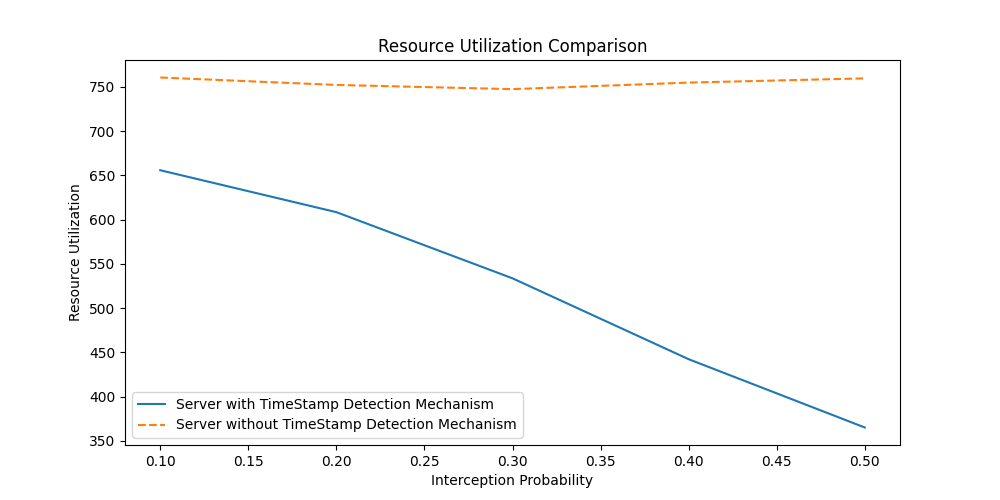 Resource Utilization Comparison
Resource Utilization
750
700
650
600
550
500
450
400
350
Server with TimeStamp Detection Mechanism
Server without TimeStamp Detection Mechanism
0.10 0.15 0.20 0.25 0.30 0.35 0.40 0.45 0.50
Interception Probability